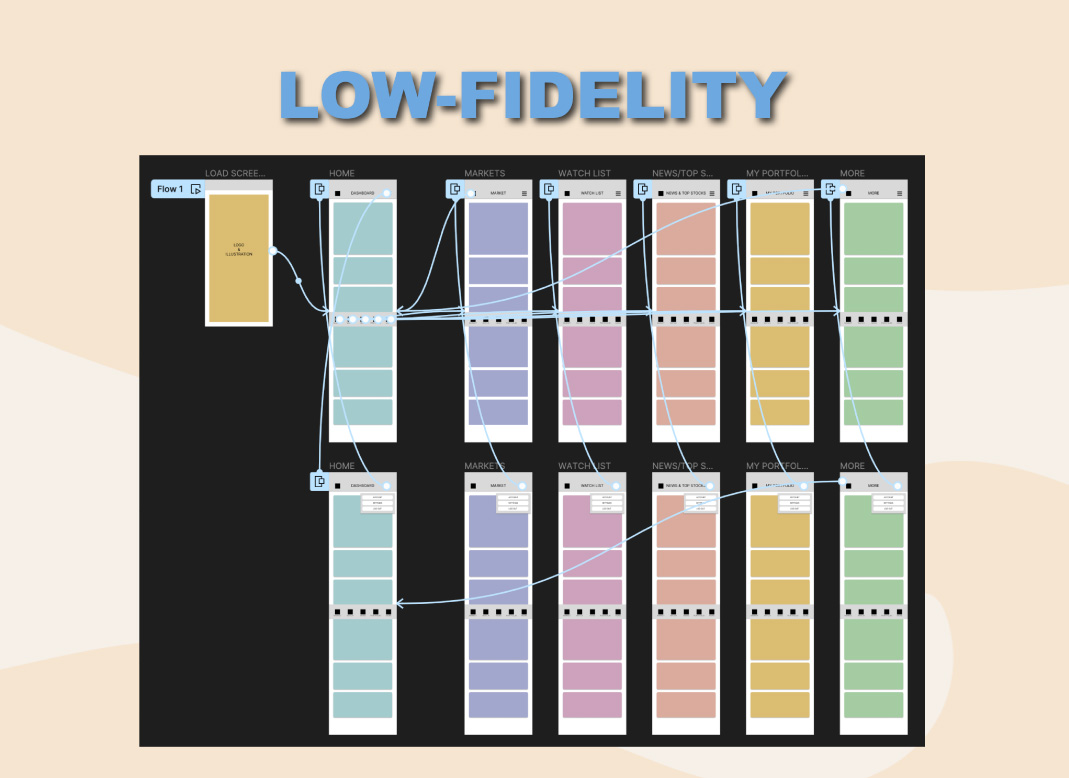 LOW-FIDELITY
Flow 1
LOAD SCREE...
HOME
MARKETS
WATCH LIST
NEWS/TOP S...
MY PORTFOL...
MORE
DASHBOARD
MARKET
WATCH LIST
NEWS & TOP STOCKS
MORE
LOGO
&
ILLUSTRATION
HOME
MARKETS
WATCH LIST
NEWS/TOP S...
MY PORTFOL...
MORE
DASHBOARD
MARKET
WATCH LIST
NEWS & TOP STOCKS
MORE